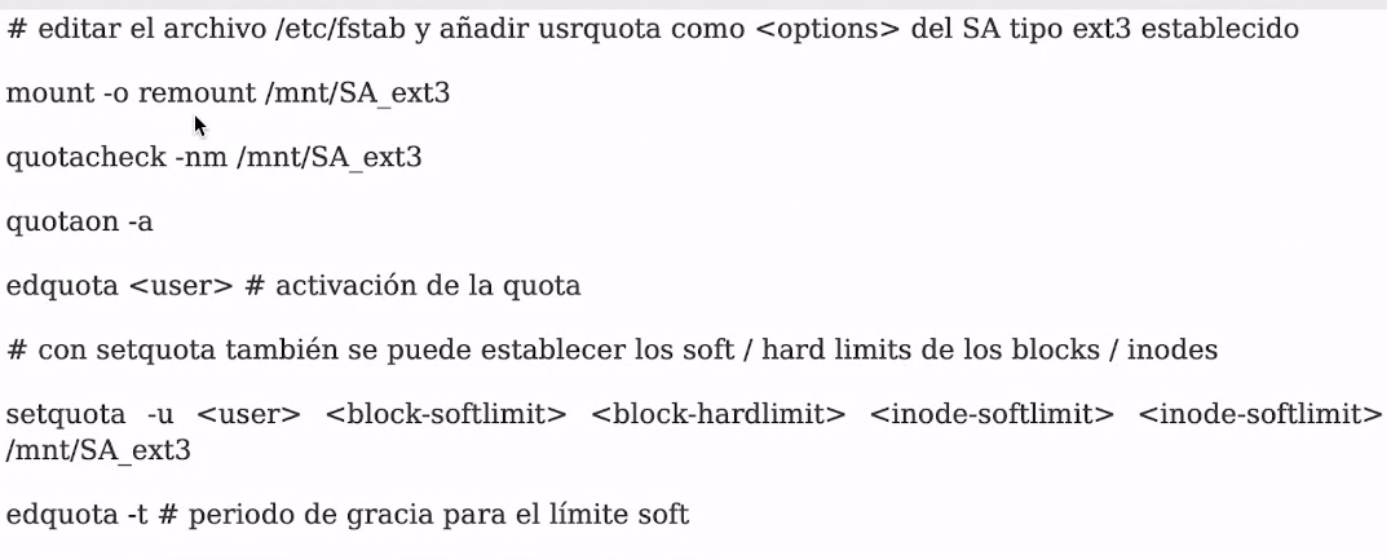 # editar el archivo /etc/fstab y añadir usrquota como <options> del SA tipo ext3 establecido
mount -o remount /mnt/SA_ext3
quotacheck -nm /mnt/SA_ext3
quotaon -a
edquota <user> # activación de la quota
# con setquota también se puede establecer los soft / hard limits de los blocks / inodes
setquota -u <user> <block-softlimit> <block-hardlimit> <inode-softlimit> <inode-softlimit>
/mnt/SA_ext3
edquota -t # periodo de gracia para el límite soft